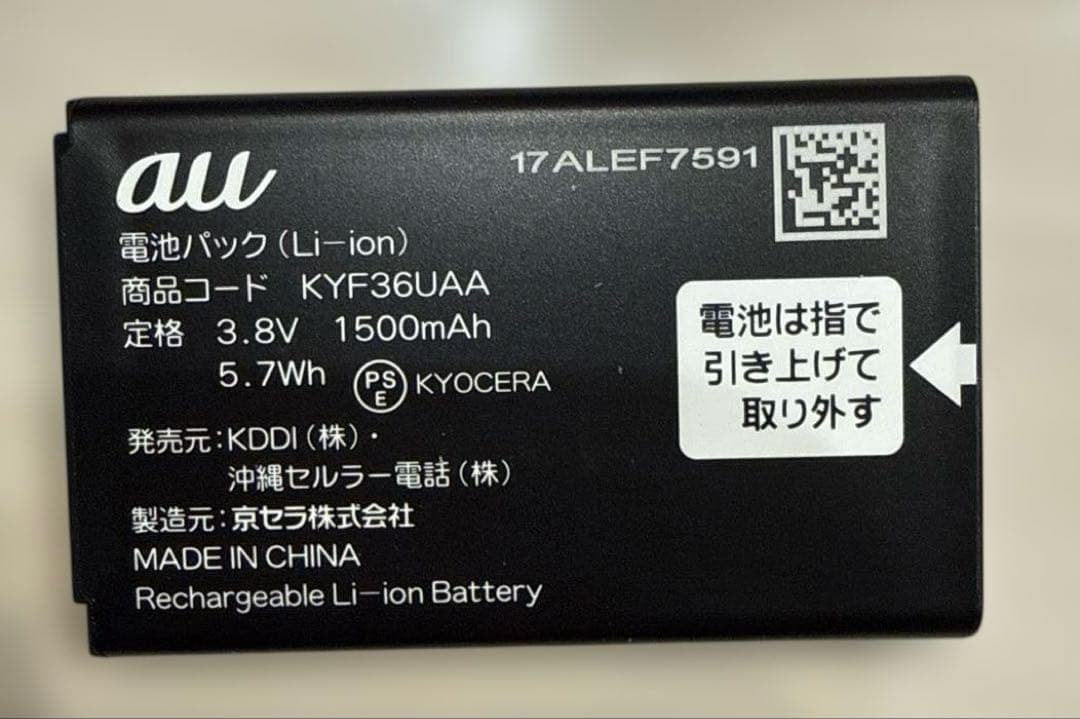 au
17ALEF7591
電池パック(Li-ion)
商品コード KYF36UAA
定格 3.8V 1500mAh
5.7Wh PSE KYOCERA
発売元:KDDI(株)・
沖縄セルラー電話(株)
製造元:京セラ株式会社
MADE IN CHINA
Rechargeable Li-ion Battery
電池は指で
引き上げて
取り外す